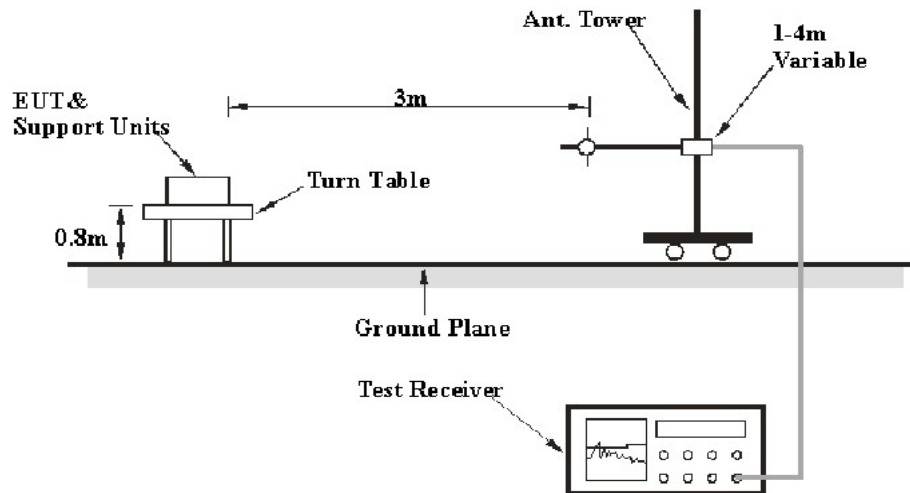 Ant. Tower
1-4m
Variable
3m
EUT&
Support Units
Turn Table
0.8m
Ground Plane
Test Receiver